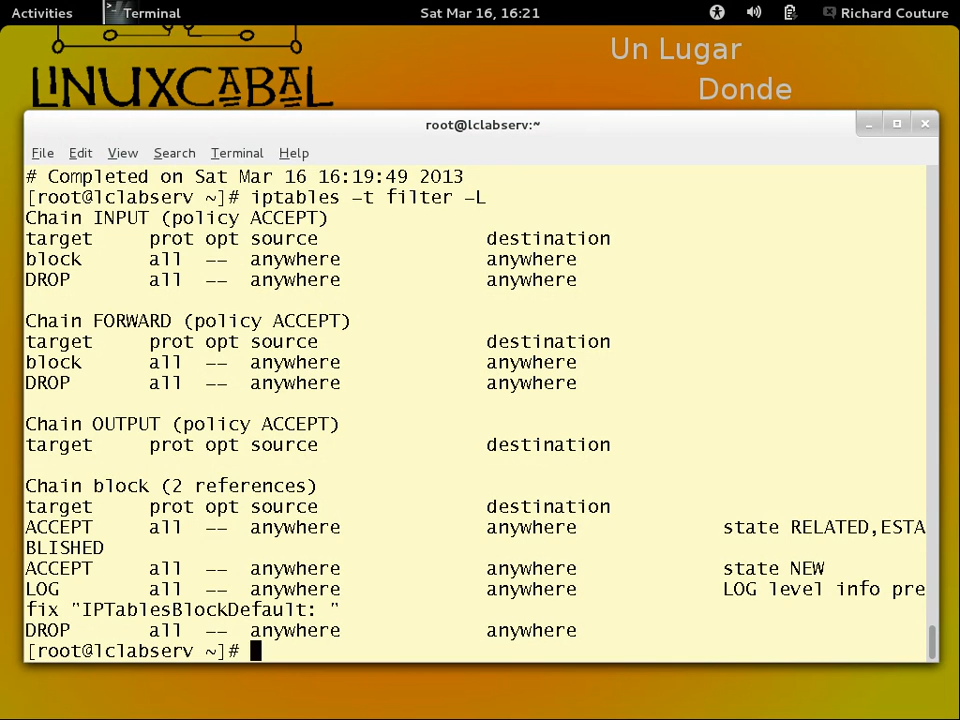 Activities Terminal Sat Mar 16, 16:21 Richard Couture
Un Lugar
Donde
LINUXCABAL
root@lclabserv:~
File Edit View Search Terminal Help
# Completed on Sat Mar 16 16:19:49 2013
[root@lclabserv ~]# iptables -t filter -L
Chain INPUT (policy ACCEPT)
target prot opt source destination
block all -- anywhere anywhere
DROP all -- anywhere anywhere
Chain FORWARD (policy ACCEPT)
target prot opt source destination
block all -- anywhere anywhere
DROP all -- anywhere anywhere
Chain OUTPUT (policy ACCEPT)
target prot opt source destination
Chain block (2 references)
target prot opt source destination
ACCEPT all -- anywhere anywhere state RELATED,ESTA
BLISHED
ACCEPT all -- anywhere anywhere state NEW
LOG all -- anywhere anywhere LOG level info pre
fix "IPTablesBlockDefault: "
DROP all -- anywhere anywhere
[root@lclabserv ~]#